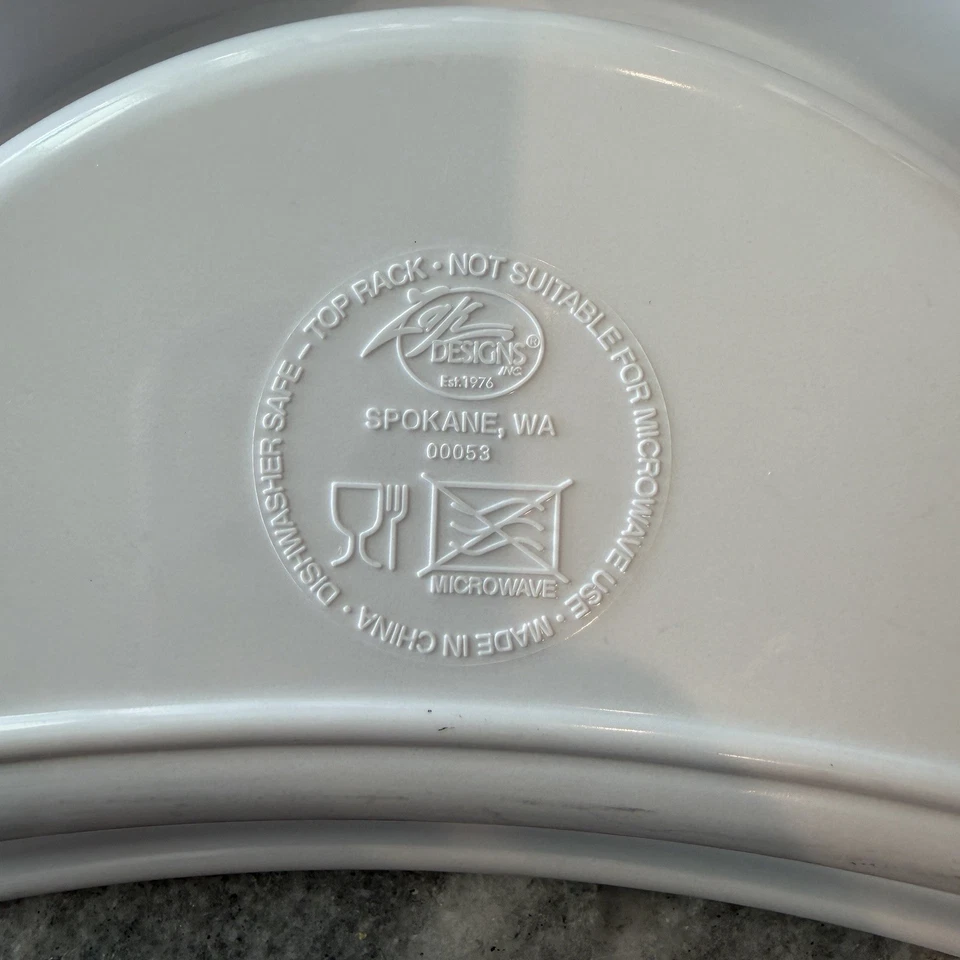 DISHWASHER SAFE – TOP RACK • NOT SUITABLE FOR MICROWAVE USE • MADE IN CHINA •
DESIGNS®
INC
Est.1976
SPOKANE, WA
00053
MICROWAVE